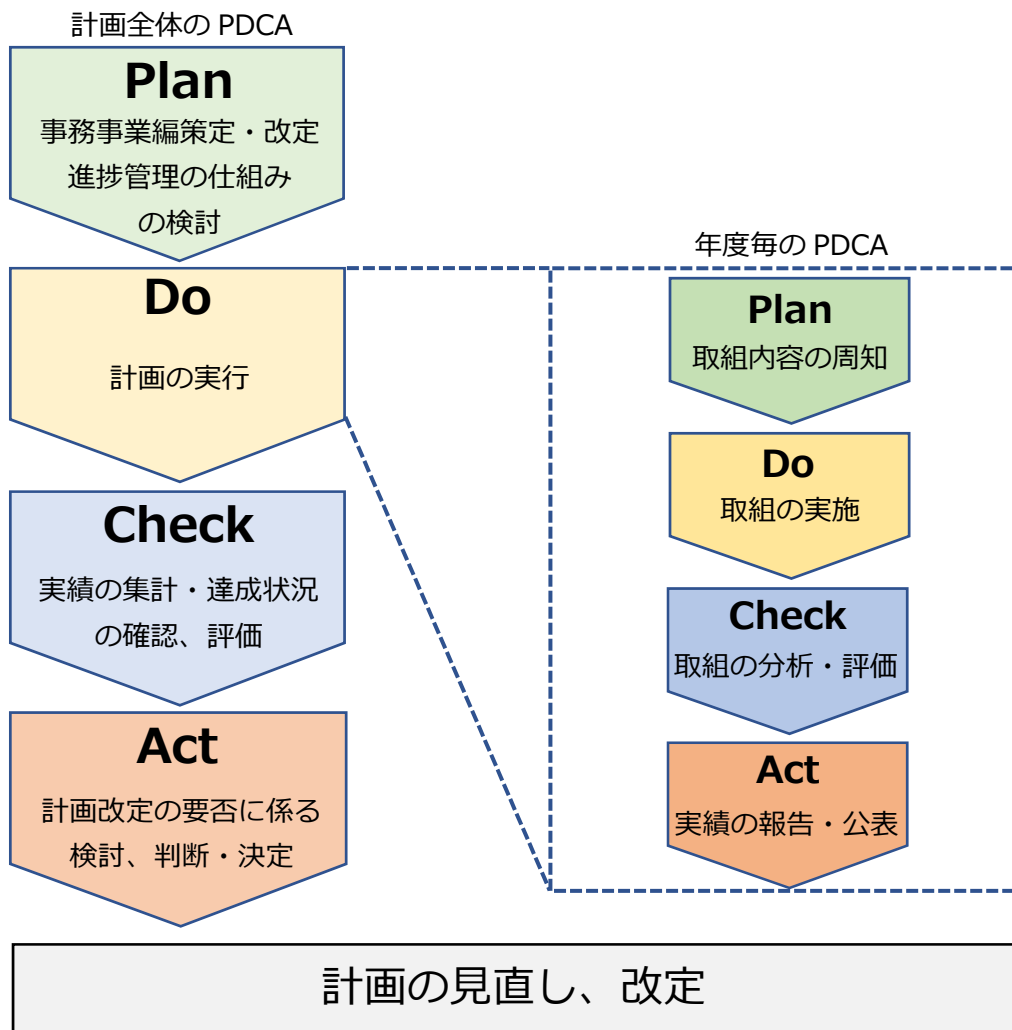 計画全体の PDCA
Plan
事務事業編策定・改定
進捗管理の仕組み
の検討
Do
計画の実行
Check
実績の集計・達成状況
の確認、評価
Act
計画改定の要否に係る
検討、判断・決定
年度毎の PDCA
Plan
取組内容の周知
Do
取組の実施
Check
取組の分析・評価
Act
実績の報告・公表
計画の見直し、改定